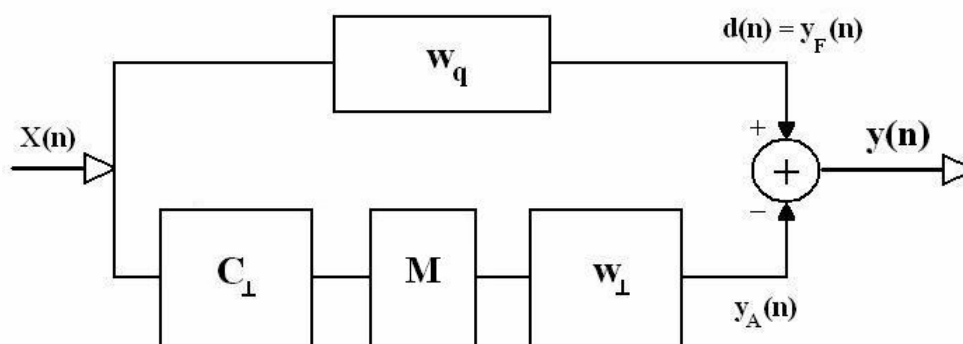 d(n) = y_F(n)
w_q
X(n)
+
y(n)
+
−
C_⊥
M
w_⊥
y_A(n)